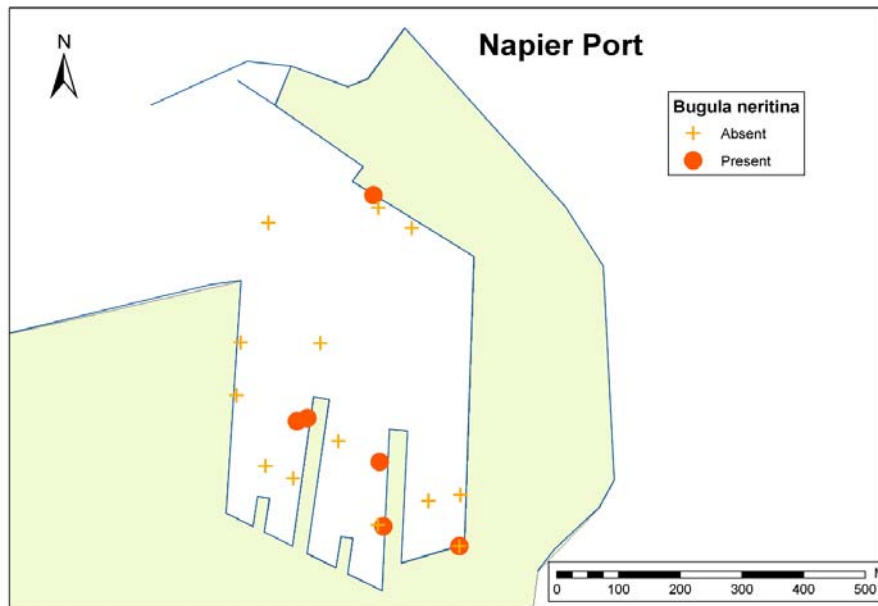 Napier Port
N
Bugula neritina
Absent
Present
M
0 100 200 300 400 500